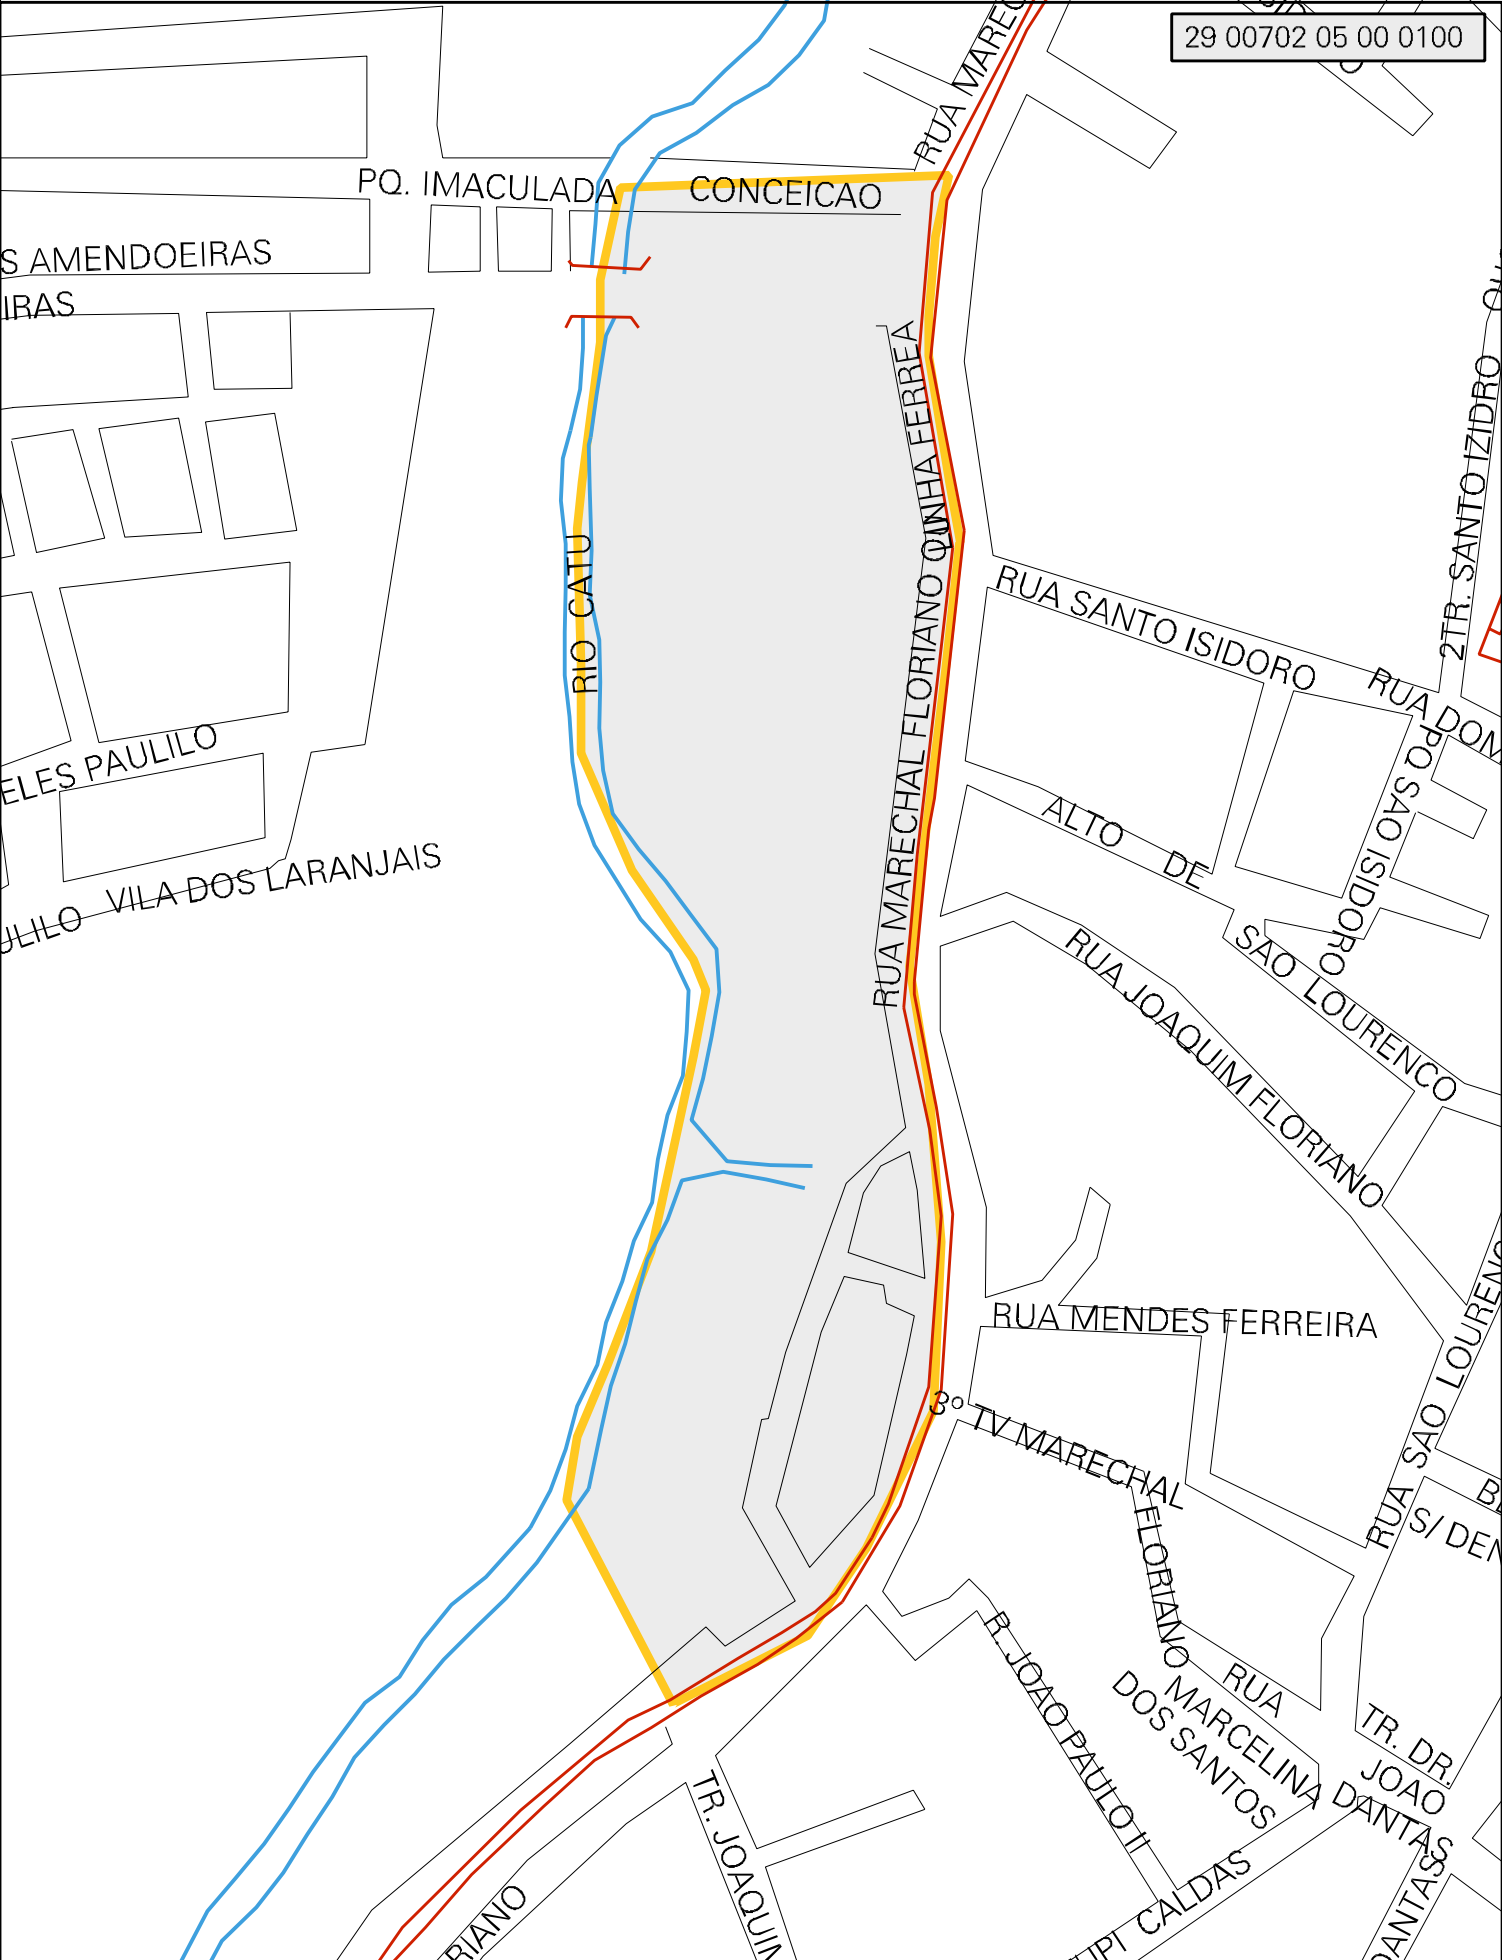 29 00702 05 00 0100
RUA
PQ. IMACULADA CONCEICAO
S AMENDOEIRAS
IRAS
LINHA FERREA
2TR. SANTO IZIDRO
RIO CATU
RUA SANTO ISIDORO
RUA MARECHAL FLORIANO
RUA DOM
PQ SAO ISIDORO
ELES PAULILO
ALTO DE SAO LOURENCO
VILA DOS LARANJAIS
ULILO
RUA JOAQUIM FLORIANO
RUA MENDES FERREIRA
RUA SAO LOURENC
3º TV MARECHAL FLORIANO
S/ DEN
R. JOAO PAULO II
RUA MARCELINA DANTAS
DOS SANTOS
TR. DR.
JOAO
DANTAS
TR. JOAQUIM
CALDAS
UPI
RIANO